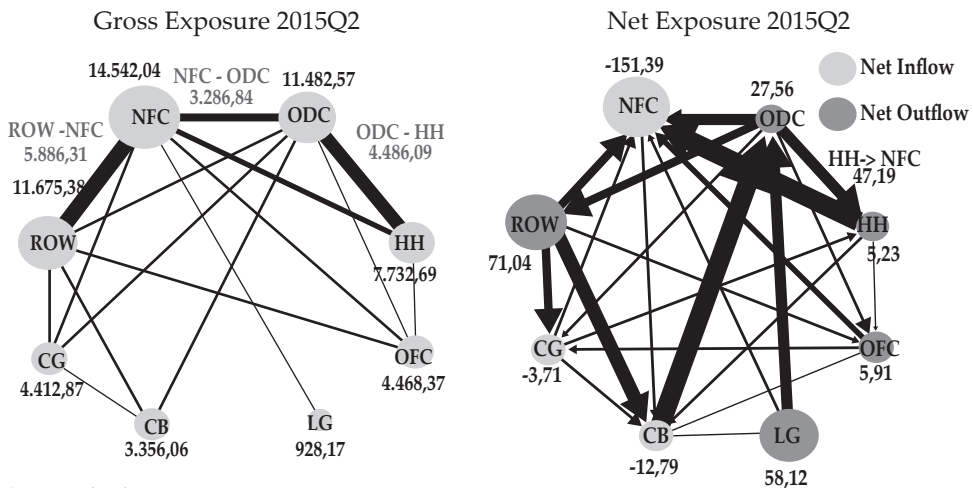 Gross Exposure 2015Q2
14.542,04
NFC - ODC
3.286,84
11.482,57
NFC
ODC
ROW -NFC
5.886,31
ODC - HH
4.486,09
11.675,38
ROW
HH
7.732,69
CG
4.412,87
OFC
4.468,37
CB
3.356,06
LG
928,17
Net Exposure 2015Q2
-151,39
27,56
Net Inflow
Net Outflow
NFC
ODC
HH-> NFC
47,19
ROW
71,04
HH
5,23
CG
-3,71
OFC
5,91
CB
-12,79
LG
58,12